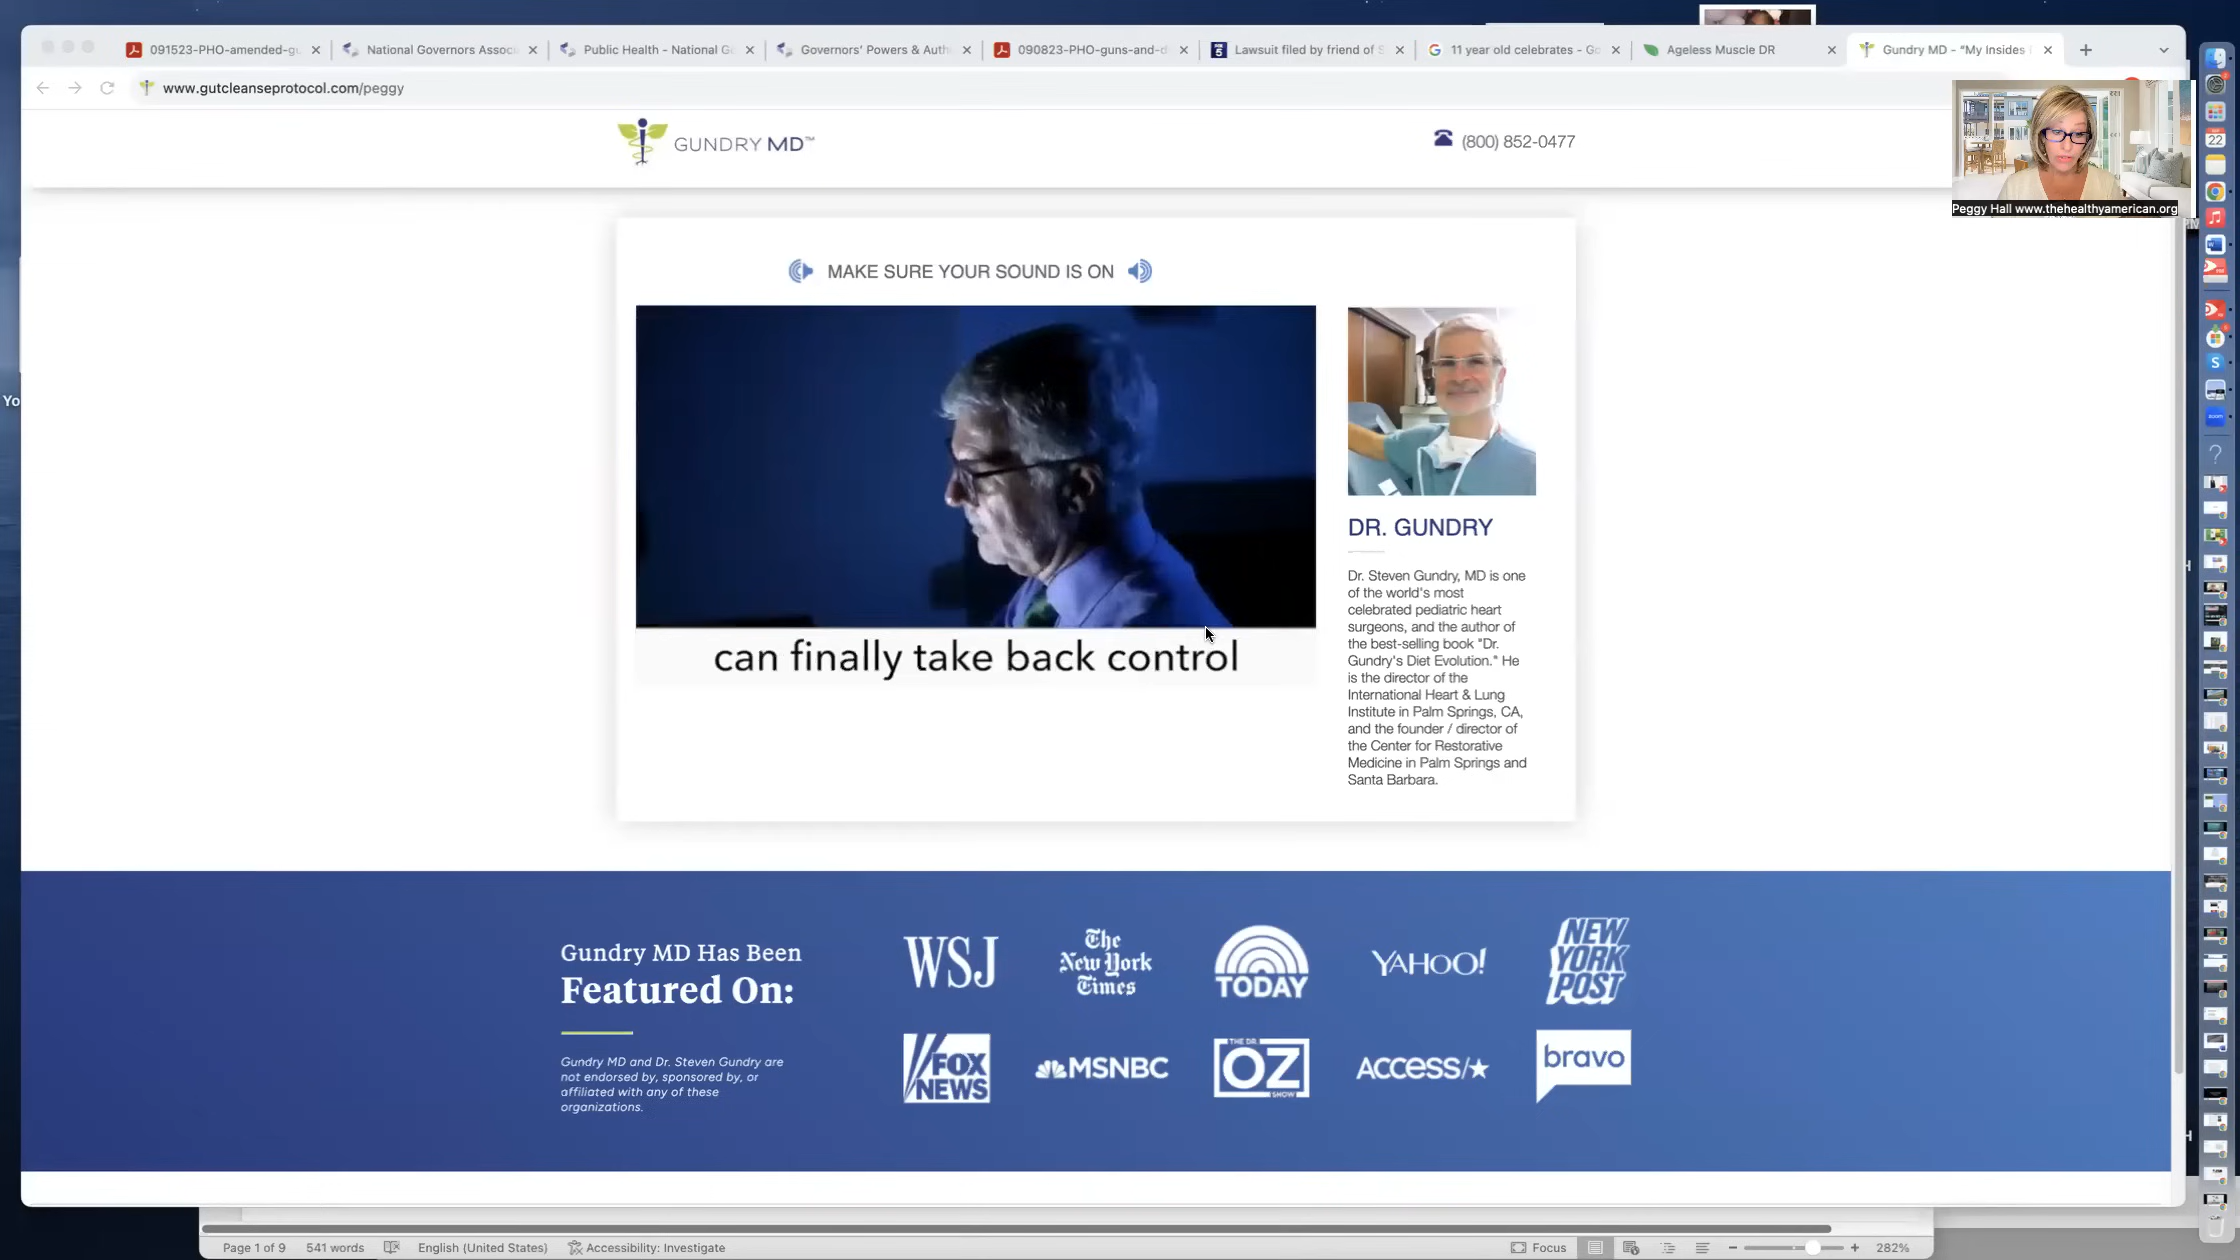 091523-PHO-amended-gu
National Governors Associ
Public Health - National G
Governors' Powers & Auth
090823-PHO-guns-and-d
Lawsuit filed by friend of S
11 year old celebrates - Go
Ageless Muscle DR
Gundry MD - "My Insides
www.gutcleanseprotocol.com/peggy
22
GUNDRY MD™
(800) 852-0477
Peggy Hall www.thehealthyamerican.org
MAKE SURE YOUR SOUND IS ON
Yo
can finally take back control
DR. GUNDRY
Dr. Steven Gundry, MD is one
of the world's most
celebrated pediatric heart
surgeons, and the author of
the best-selling book "Dr.
Gundry's Diet Evolution." He
is the director of the
International Heart & Lung
Institute in Palm Springs, CA,
and the founder / director of
the Center for Restorative
Medicine in Palm Springs and
Santa Barbara.
Gundry MD Has Been
Featured On:
Gundry MD and Dr. Steven Gundry are
not endorsed by, sponsored by, or
affiliated with any of these
organizations.
WSJ
The
New York
Times
TODAY
YAHOO!
NEW
YORK
POST
FOX
NEWS
MSNBC
THE DR.
OZ
SHOW
ACCESS
bravo
Page 1 of 9
541 words
English (United States)
Accessibility: Investigate
Focus
282%